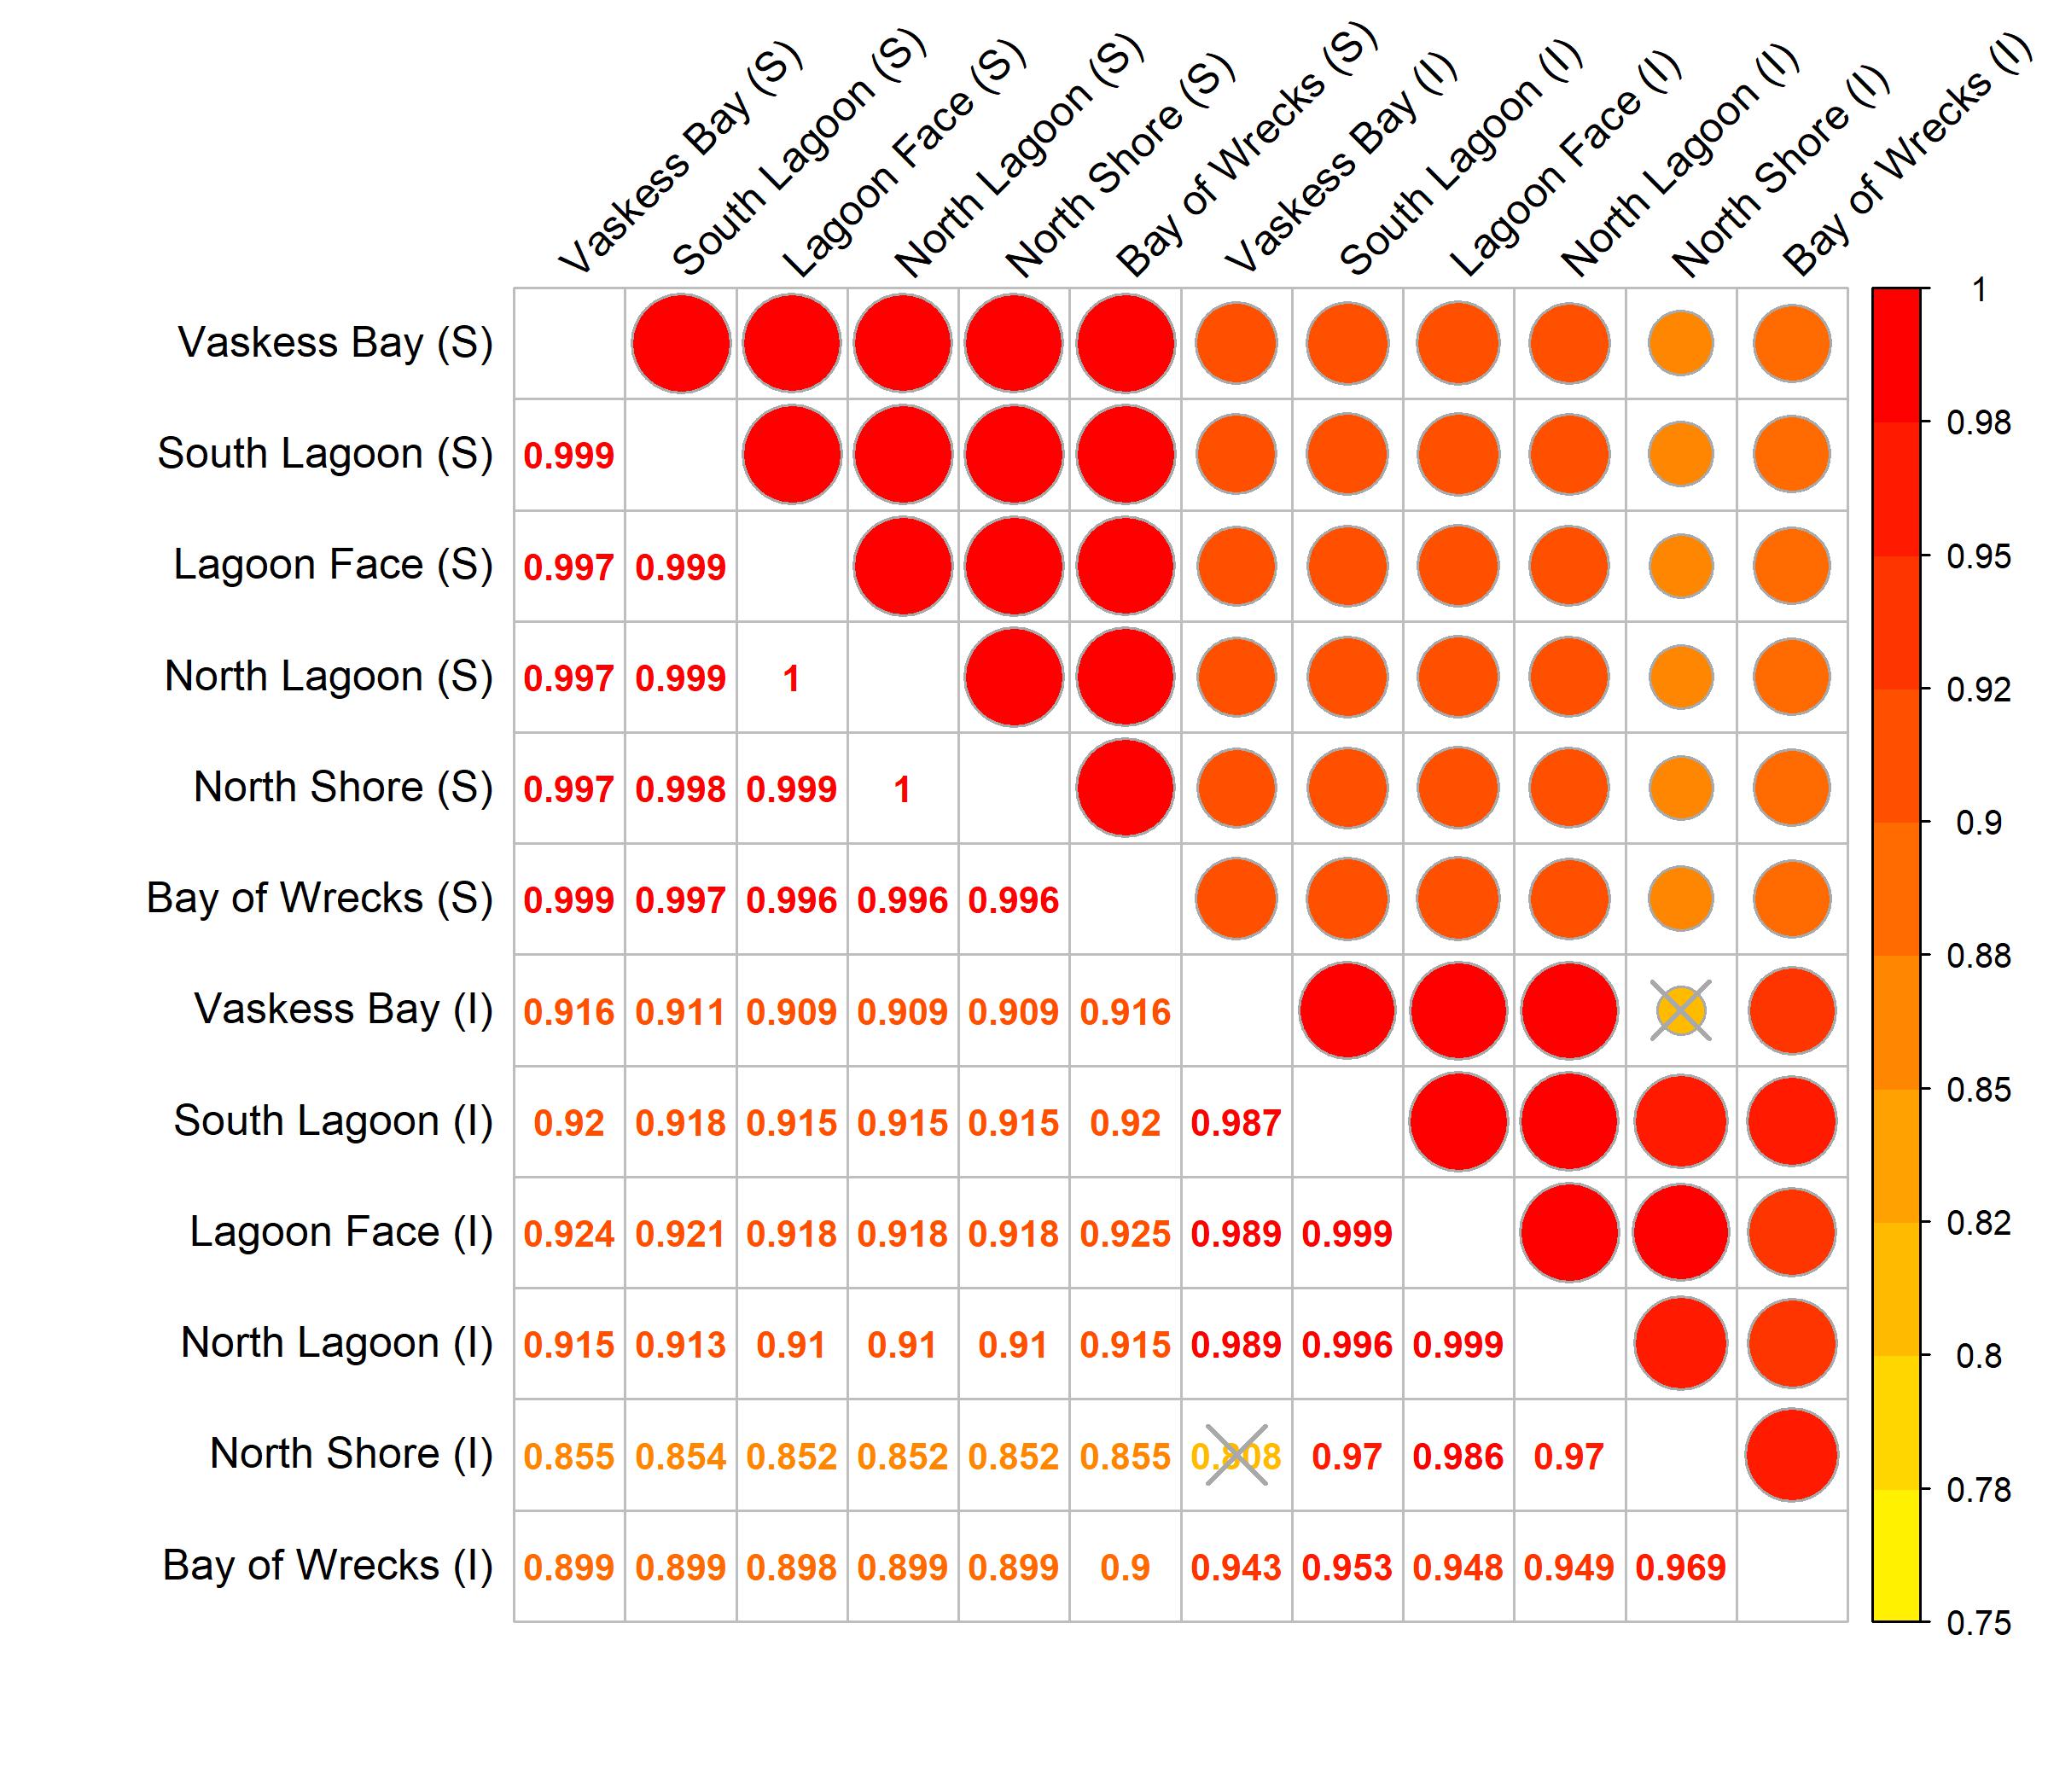 Vaskess Bay (S)
South Lagoon (S)
Lagoon Face (S)
North Lagoon (S)
North Shore (S)
Bay of Wrecks (S)
Vaskess Bay (I)
South Lagoon (I)
Lagoon Face (I)
North Lagoon (I)
North Shore (I)
Bay of Wrecks (I)
Vaskess Bay (S)
South Lagoon (S) 0.999
Lagoon Face (S) 0.997 0.999
North Lagoon (S) 0.997 0.999 1
North Shore (S) 0.997 0.998 0.999 1
Bay of Wrecks (S) 0.999 0.997 0.996 0.996 0.996
Vaskess Bay (I) 0.916 0.911 0.909 0.909 0.909 0.916
South Lagoon (I) 0.92 0.918 0.915 0.915 0.915 0.92 0.987
Lagoon Face (I) 0.924 0.921 0.918 0.918 0.918 0.925 0.989 0.999
North Lagoon (I) 0.915 0.913 0.91 0.91 0.91 0.915 0.989 0.996 0.999
North Shore (I) 0.855 0.854 0.852 0.852 0.852 0.855 0.808 0.97 0.986 0.97
Bay of Wrecks (I) 0.899 0.899 0.898 0.899 0.899 0.9 0.943 0.953 0.948 0.949 0.969
1
0.98
0.95
0.92
0.9
0.88
0.85
0.82
0.8
0.78
0.75